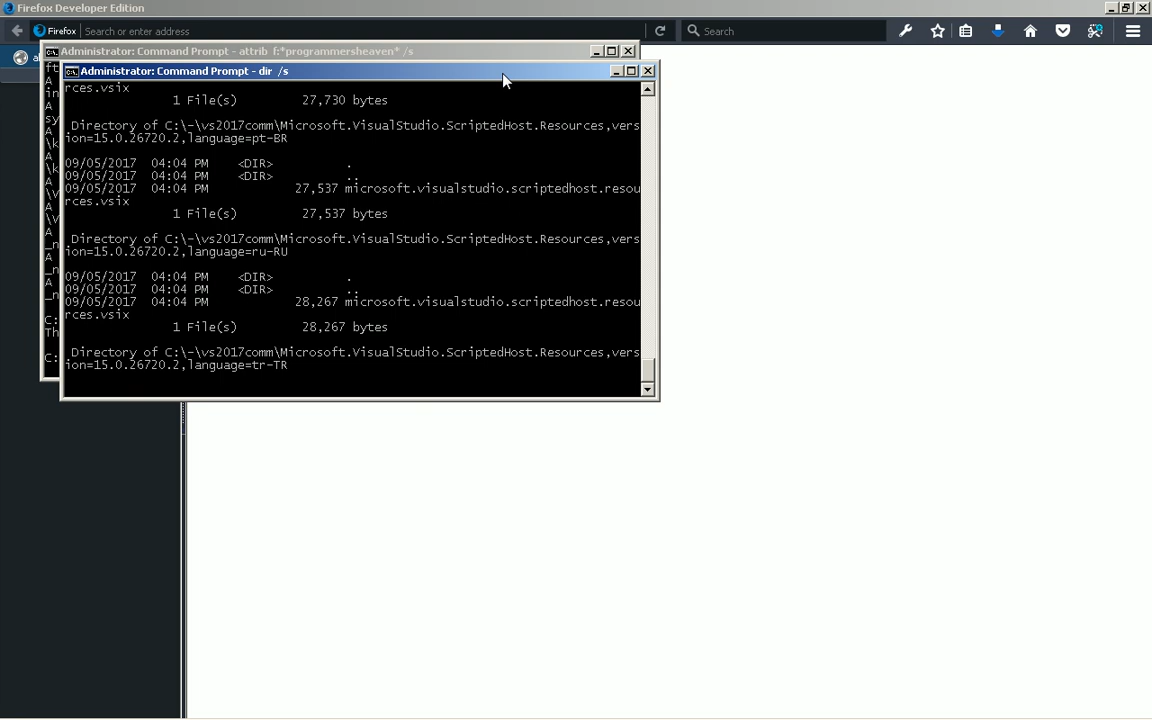 Firefox Developer Edition
Firefox
Search or enter address
Search
Administrator: Command Prompt - attrib f:*programmersheaven* /s
Administrator: Command Prompt - dir /s
rces.vsix
1 File(s) 27,730 bytes
Directory of C:\~\vs2017comm\Microsoft.VisualStudio.ScriptedHost.Resources,vers
ion=15.0.26720.2,language=pt-BR
09/05/2017 04:04 PM <DIR> .
09/05/2017 04:04 PM <DIR> ..
09/05/2017 04:04 PM 27,537 microsoft.visualstudio.scriptedhost.resou
rces.vsix
1 File(s) 27,537 bytes
Directory of C:\~\vs2017comm\Microsoft.VisualStudio.ScriptedHost.Resources,vers
ion=15.0.26720.2,language=ru-RU
09/05/2017 04:04 PM <DIR> .
09/05/2017 04:04 PM <DIR> ..
09/05/2017 04:04 PM 28,267 microsoft.visualstudio.scriptedhost.resou
rces.vsix
1 File(s) 28,267 bytes
Directory of C:\~\vs2017comm\Microsoft.VisualStudio.ScriptedHost.Resources,vers
ion=15.0.26720.2,language=tr-TR